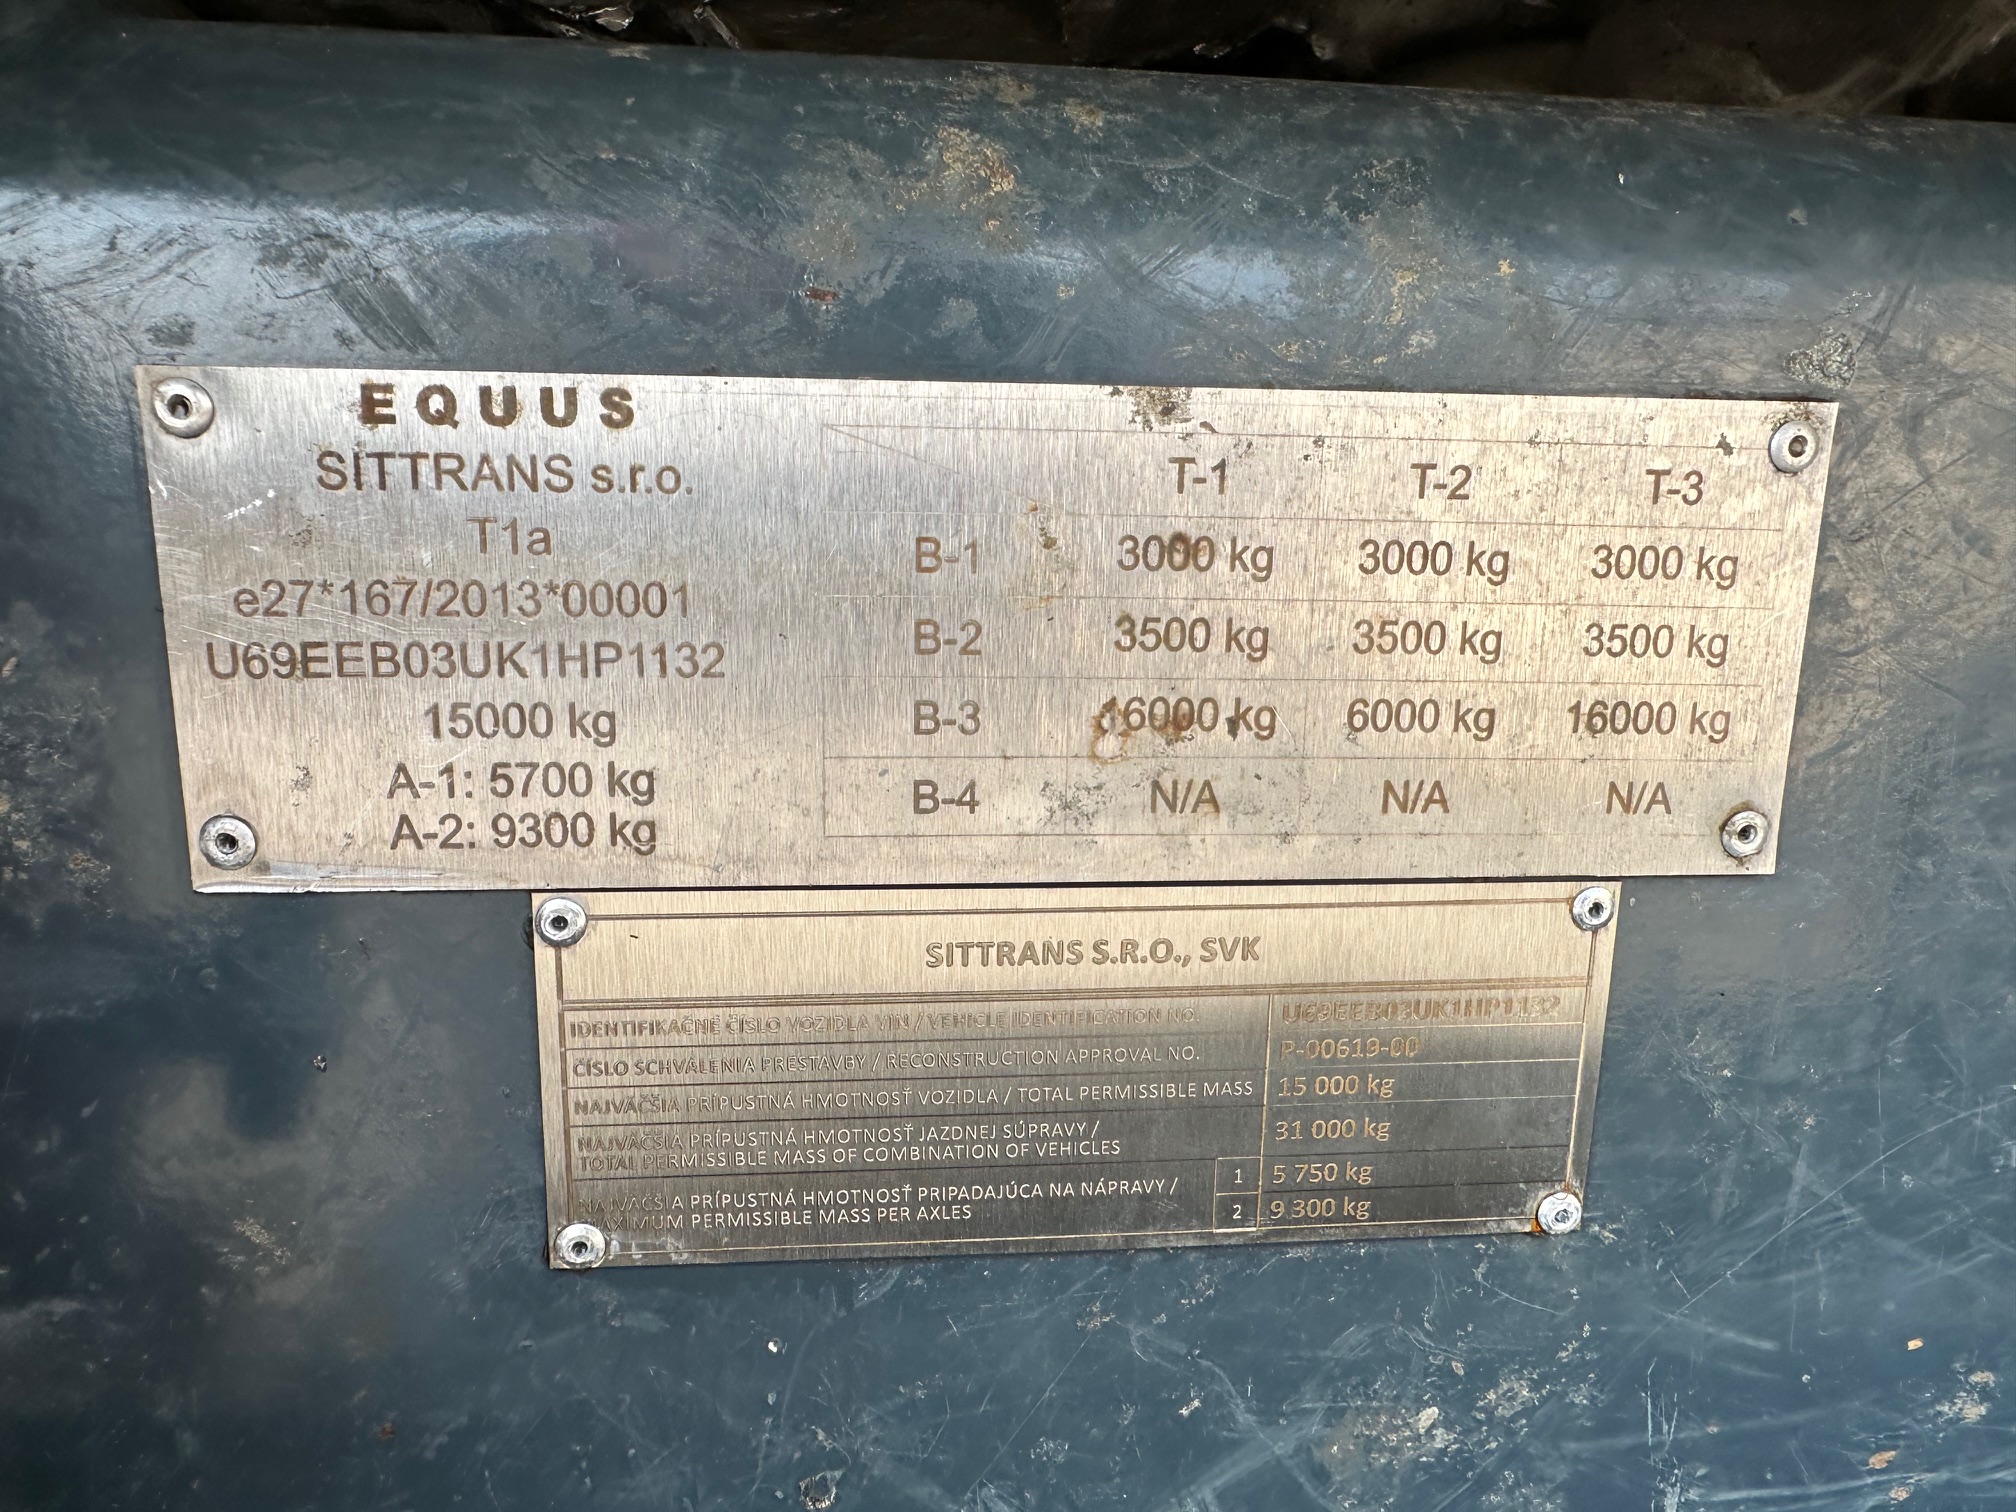 EQUUS
SITTRANS s.r.o.
T1a
e27*167/2013*00001
U69EEB03UK1HP1132
15000 kg
A-1: 5700 kg
A-2: 9300 kg
T-1 T-2 T-3
B-1 3000 kg 3000 kg 3000 kg
B-2 3500 kg 3500 kg 3500 kg
B-3 16000 kg 6000 kg 16000 kg
B-4 N/A N/A N/A
SITTRANS S.R.O., SVK
IDENTIFIKAČNÉ ČÍSLO VOZIDLA VIN / VEHICLE IDENTIFICATION NO. U69EEB03UK1HP1132
ČÍSLO SCHVÁLENIA PRESTAVBY / RECONSTRUCTION APPROVAL NO. P-00619-00
NAJVÄČŠIA PRÍPUSTNÁ HMOTNOSŤ VOZIDLA / TOTAL PERMISSIBLE MASS 15 000 kg
NAJVÄČŠIA PRÍPUSTNÁ HMOTNOSŤ JAZDNEJ SÚPRAVY /
TOTAL PERMISSIBLE MASS OF COMBINATION OF VEHICLES 31 000 kg
NAJVÄČŠIA PRÍPUSTNÁ HMOTNOSŤ PRIPADAJÚCA NA NÁPRAVY / 1 5 750 kg
MAXIMUM PERMISSIBLE MASS PER AXLES 2 9 300 kg